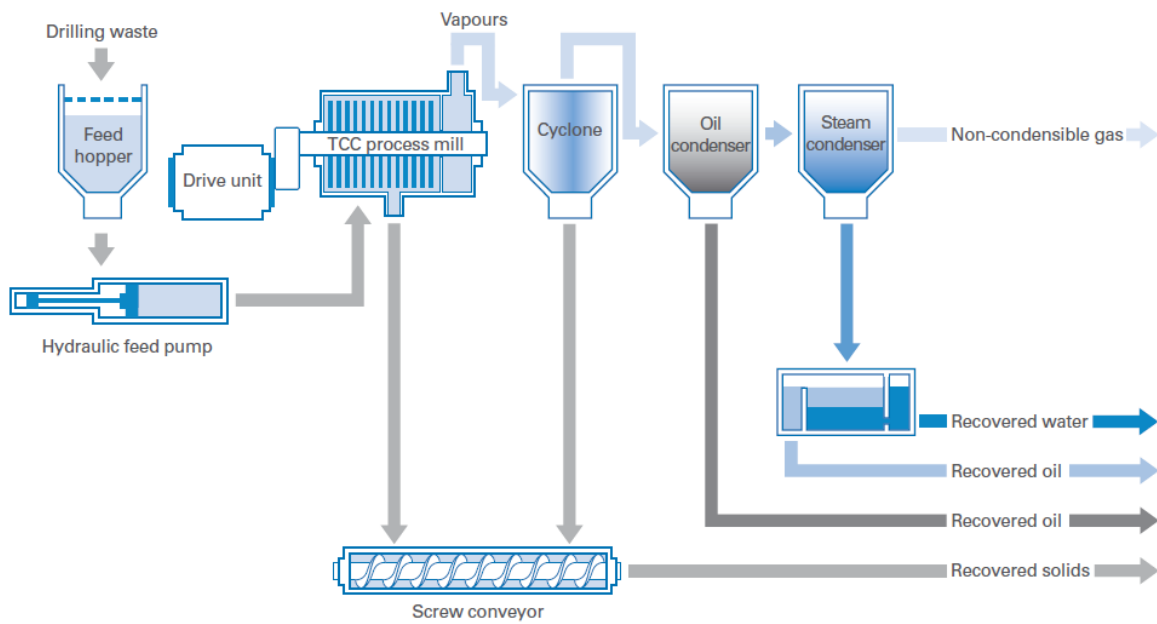 Drilling waste
Vapours
Feed
hopper
TCC process mill
Drive unit
Cyclone
Oil
condenser
Steam
condenser
Non-condensible gas
Hydraulic feed pump
Recovered water
Recovered oil
Recovered oil
Recovered solids
Screw conveyor